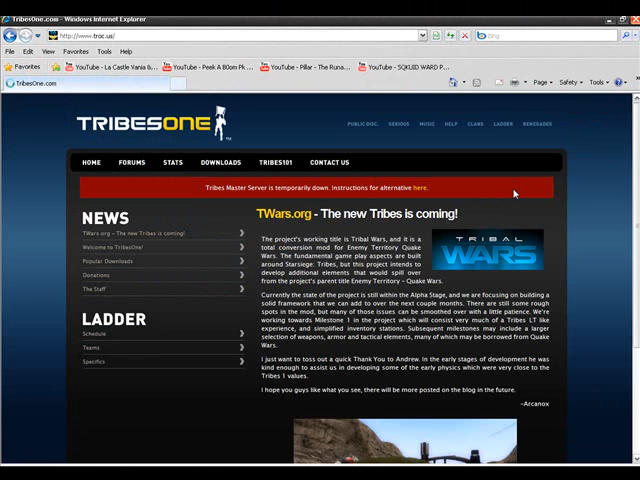 TribesOne.com - Windows Internet Explorer
http://www.troc.us/
Bing
File Edit View Favorites Tools Help
Favorites YouTube - La Castle Vania &... YouTube - Peek A B0om Pk ... YouTube - Pillar - The Runa... YouTube - SQKUID WARD P...
TribesOne.com
Page Safety Tools
TRIBESONE
TM
PUBLIC DISC. SERIOUS MUSIC HELP CLANS LADDER RENEGADES
HOME FORUMS STATS DOWNLOADS TRIBES101 CONTACT US
Tribes Master Server is temporarily down. Instructions for alternative here.
NEWS
TWars.org - The new Tribes is coming!
Welcome to TribesOne!
Popular Downloads
Donations
The Staff
LADDER
Schedule
Teams
Specifics
TWars.org - The new Tribes is coming!
The project's working title is Tribal Wars, and it is a
total conversion mod for Enemy Territory Quake
Wars. The fundamental game play aspects are built
around Starsiege: Tribes, but this project intends to
develop additional elements that would spill over
from the project's parent title Enemy Territory - Quake Wars.
TRIBAL
WARS
Currently the state of the project is still within the Alpha Stage, and we are focusing on building a
solid framework that we can add to over the next couple months. There are still some rough
spots in the mod, but many of those issues can be smoothed over with a little patience. We're
working towards Milestone 1 in the project which will consist very much of a Tribes LT like
experience, and simplified inventory stations. Subsequent milestones may include a larger
selection of weapons, armor and tactical elements, many of which may be borrowed from Quake
Wars.
I just want to toss out a quick Thank You to Andrew. In the early stages of development he was
kind enough to assist us in developing some of the early physics which were very close to the
Tribes 1 values.
I hope you guys like what you see, there will be more posted on the blog in the future.
~Arcanox